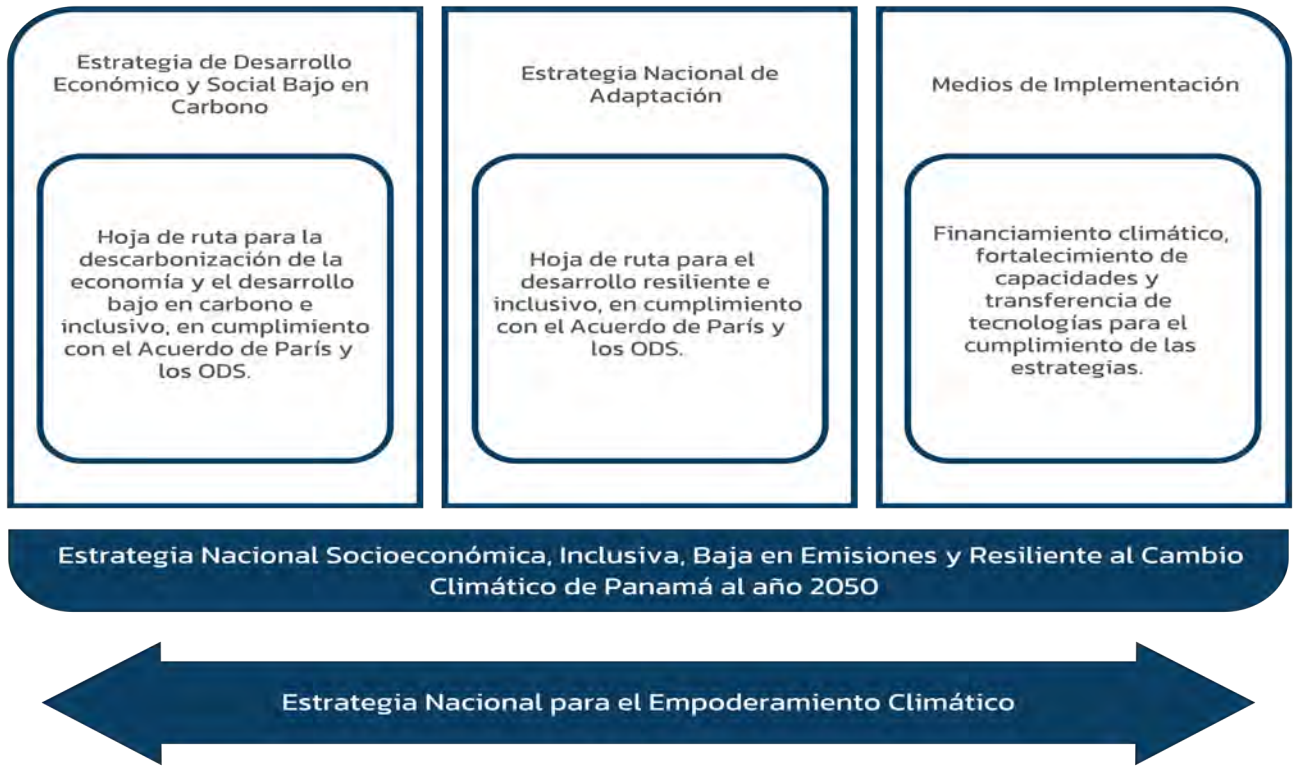 Estrategia de Desarrollo
Económico y Social Bajo en
Carbono
Hoja de ruta para la
descarbonización de la
economía y el desarrollo
bajo en carbono e
inclusivo, en cumplimiento
con el Acuerdo de París y
los ODS.
Estrategia Nacional de
Adaptación
Hoja de ruta para el
desarrollo resiliente e
inclusivo, en cumplimiento
con el Acuerdo de París y
los ODS.
Medios de Implementación
Financiamiento climático,
fortalecimiento de
capacidades y
transferencia de
tecnologías para el
cumplimiento de las
estrategias.
Estrategia Nacional Socioeconómica, Inclusiva, Baja en Emisiones y Resiliente al Cambio
Climático de Panamá al año 2050
Estrategia Nacional para el Empoderamiento Climático